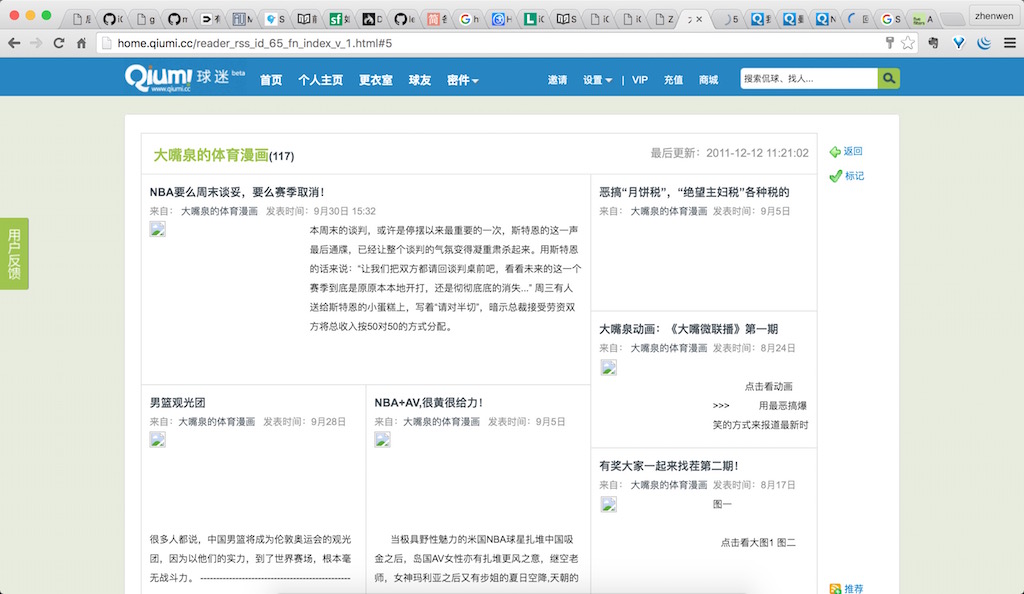 zhenwen
home.qiumi.cc/reader_rss_id_65_fn_index_v_1.html#5
Qiumi 球迷 beta
www.qiumi.cc
首页 个人主页 更衣室 球友 密件 邀请 设置 | VIP 充值 商城
搜索侃球、找人...
用户反馈
大嘴泉的体育漫画(117)
最后更新：2011-12-12 11:21:02
返回
标记
NBA要么周末谈妥，要么赛季取消！
来自： 大嘴泉的体育漫画 发表时间：9月30日 15:32
本周末的谈判，或许是停摆以来最重要的一次，斯特恩的这一声
最后通牒，已经让整个谈判的气氛变得凝重肃杀起来。用斯特恩
的话来说：“让我们把双方都请回谈判桌前吧，看看未来的这一个
赛季到底是原原本本地开打，还是彻彻底底的消失...” 周三有人
送给斯特恩的小蛋糕上，写着“请对半切”，暗示总裁接受劳资双
方将总收入按50对50的方式分配。
恶搞“月饼税”，“绝望主妇税”各种税的
来自： 大嘴泉的体育漫画 发表时间：9月5日
大嘴泉动画：《大嘴微联播》第一期
来自： 大嘴泉的体育漫画 发表时间：8月24日
点击看动画
>>> 用最恶搞爆
笑的方式来报道最新时
男篮观光团
来自： 大嘴泉的体育漫画 发表时间：9月28日
很多人都说，中国男篮将成为伦敦奥运会的观光
团，因为以他们的实力，到了世界赛场，根本毫
无战斗力。 -----------------------------------------------
NBA+AV,很黄很给力！
来自： 大嘴泉的体育漫画 发表时间：9月5日
当极具野性魅力的米国NBA球星扎堆中国吸
金之后，岛国AV女性亦有扎堆更风之意，继空老
师，女神玛利亚之后又有步姐的夏日空降,天朝的
有奖大家一起来找茬第二期！
来自： 大嘴泉的体育漫画 发表时间：8月17日
图一
点击看大图1 图二
推荐